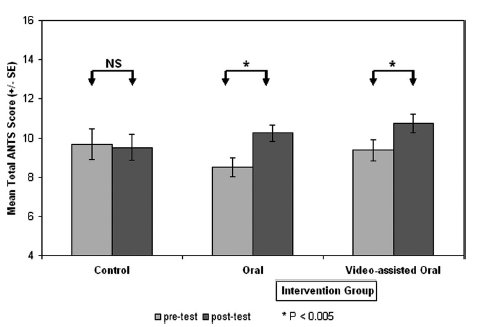 Mean Total ANTS Score (+/- SE)
16
14
12
10
8
6
4
NS
*
*
Control
Oral
Video-assisted Oral
Intervention Group
pre-test
post-test
* P < 0.005